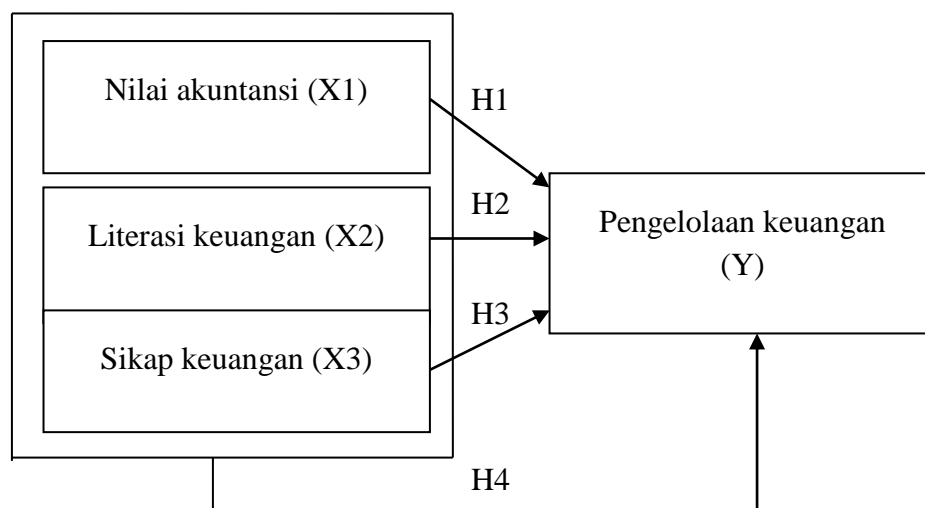 Nilai akuntansi (X1)
H1
Literasi keuangan (X2)
H2
Pengelolaan keuangan
(Y)
Sikap keuangan (X3)
H3
H4